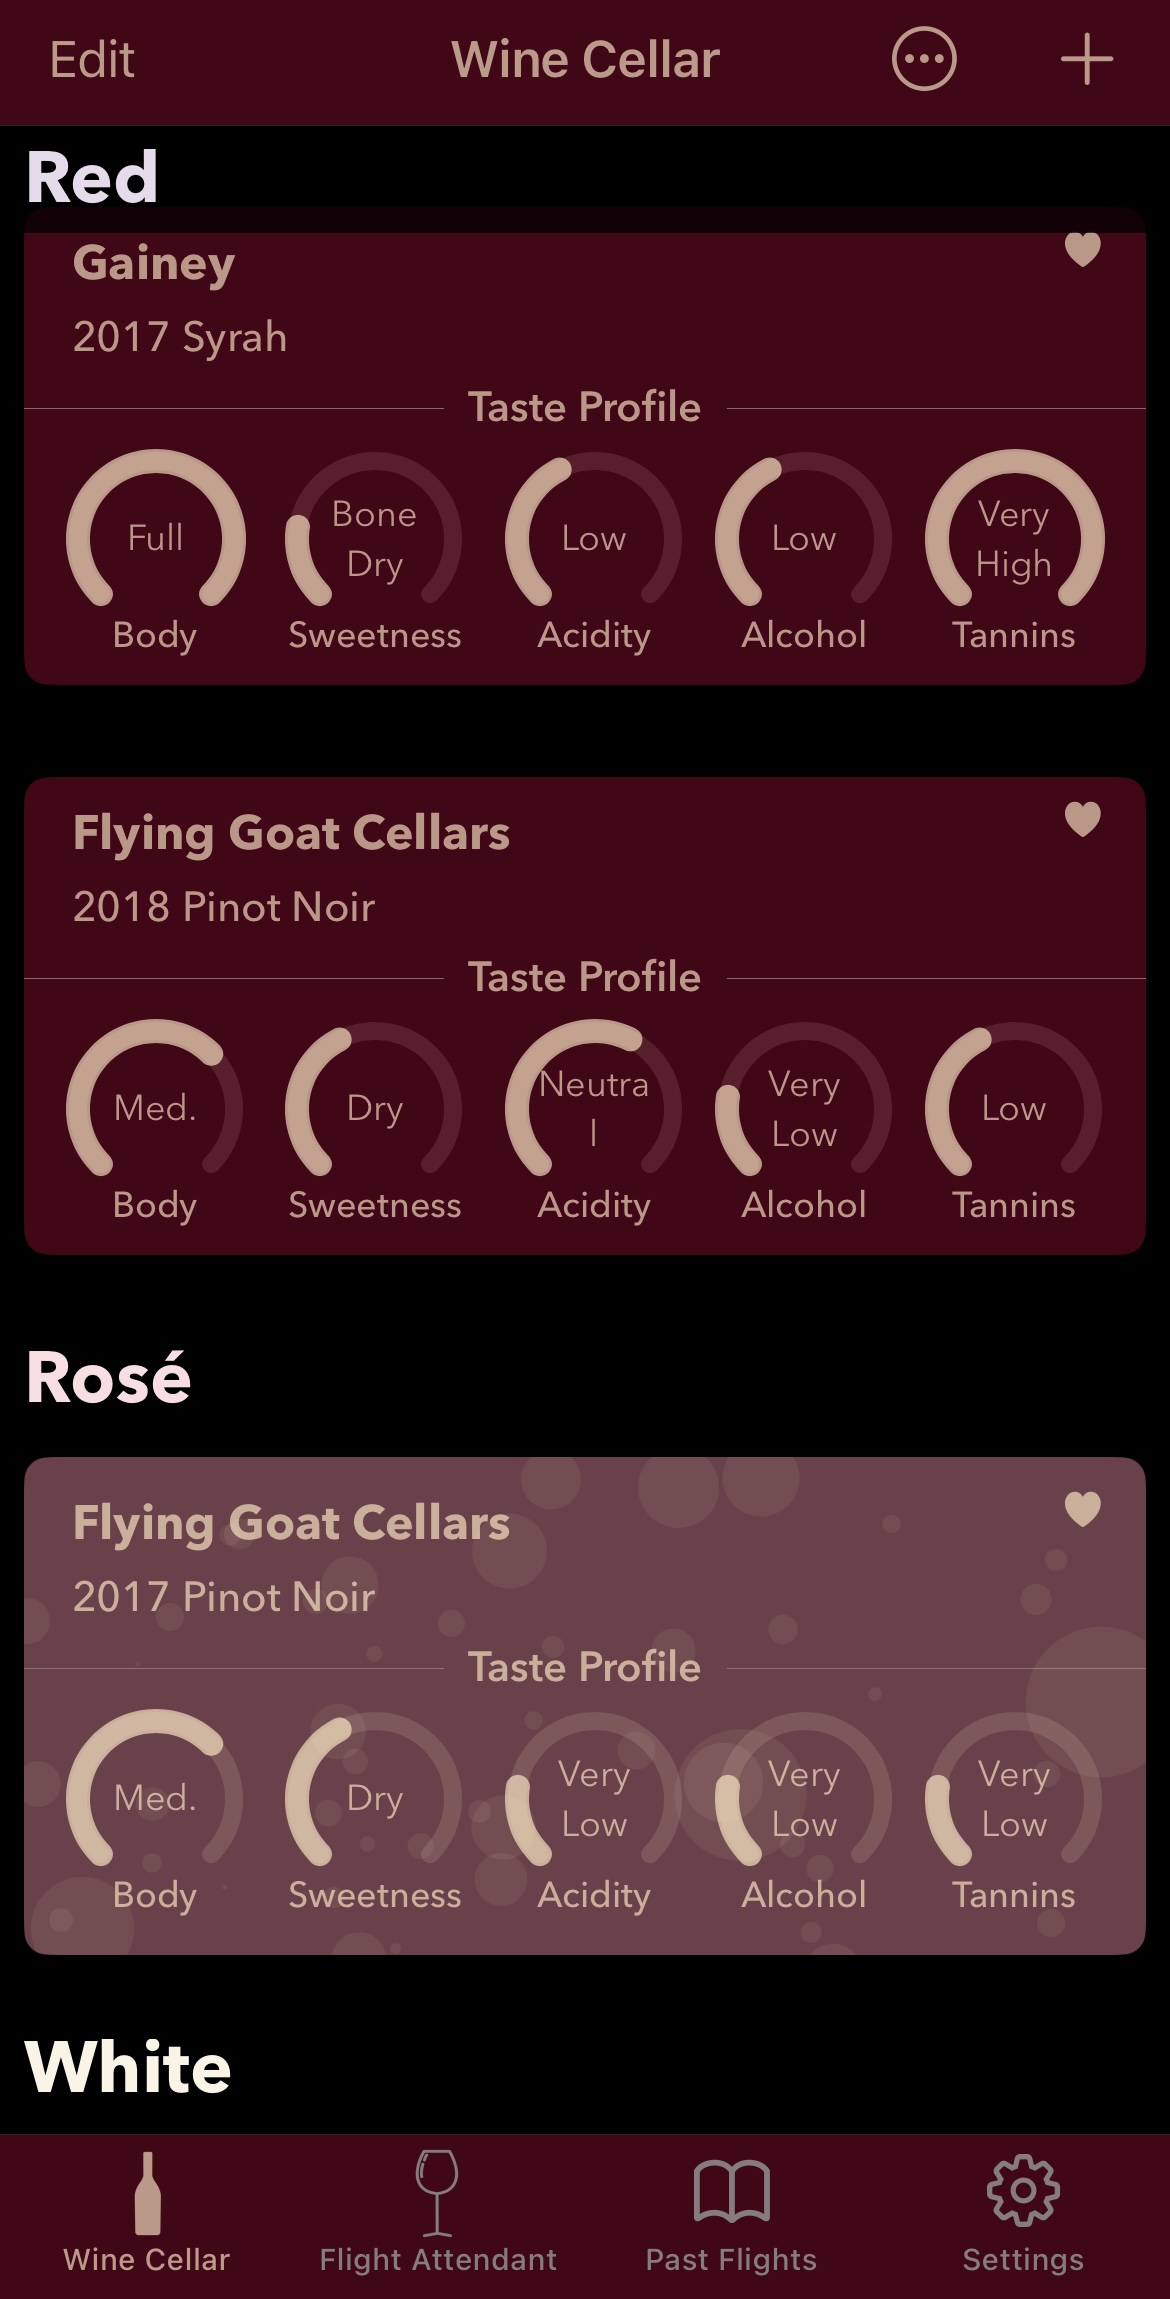 Edit
Wine Cellar
Red
Gainey
2017 Syrah
Taste Profile
Full
Bone
Dry
Low
Low
Very
High
Body
Sweetness
Acidity
Alcohol
Tannins
Flying Goat Cellars
2018 Pinot Noir
Taste Profile
Med.
Dry
Neutra
l
Very
Low
Low
Body
Sweetness
Acidity
Alcohol
Tannins
Rosé
Flying Goat Cellars
2017 Pinot Noir
Taste Profile
Med.
Dry
Very
Low
Very
Low
Very
Low
Body
Sweetness
Acidity
Alcohol
Tannins
White
Wine Cellar
Flight Attendant
Past Flights
Settings